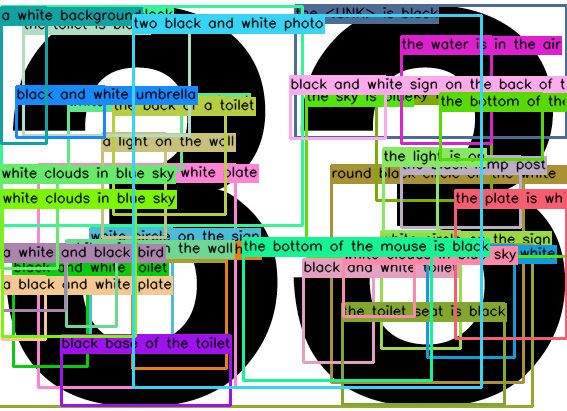 a white background
look
the toilet is black
two black and white photo
the <UNK> is black
the water is in the air
black and white sign on the back of t
black and white umbrella
the back of a toilet
the sky is blue
the bottom of the
a light on the wall
the light is on
lamp post
white clouds in blue sky
white plate
round
white
white clouds in blue sky
the plate is wh
white circle on the sign
white circle on the sign
a white and black bird
n the wall
the bottom of the mouse is black
sky
white
black and white toilet
black and white toilet
a black and white plate
the toilet seat is black
black base of the toilet